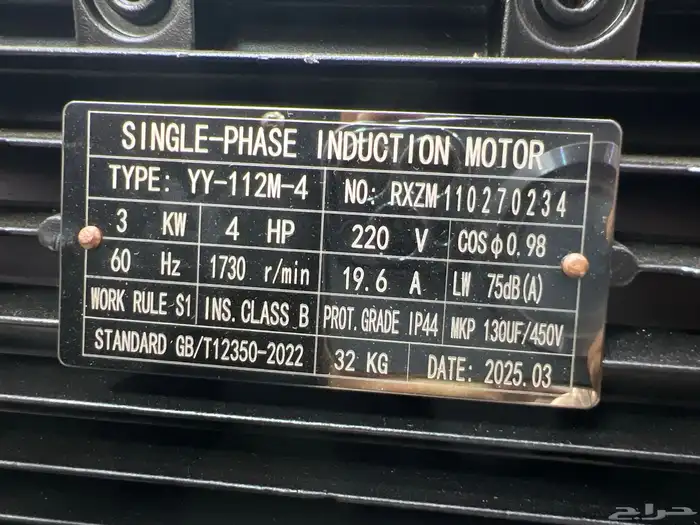 SINGLE-PHASE INDUCTION MOTOR
TYPE: YY-112M-4 NO: RXZM110270234
3 KW 4 HP 220 V COSφ0.98
60 Hz 1730 r/min 19.6 A LW 75dB(A)
WORK RULE S1 INS. CLASS B PROT. GRADE IP44 MKP 130UF/450V
STANDARD GB/T12350-2022 32 KG DATE: 2025.03
حراج